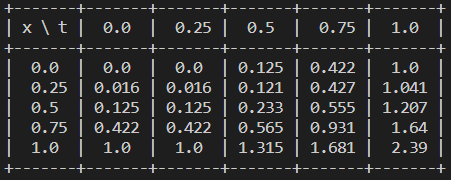 +-------+-------+-------+-------+-------+-------+
| x \ t |  0.0  |  0.25 |  0.5  |  0.75 |  1.0  |
+-------+-------+-------+-------+-------+-------+
|  0.0  |  0.0  |  0.0  | 0.125 | 0.422 |  1.0  |
|  0.25 | 0.016 | 0.016 | 0.121 | 0.427 | 1.041 |
|  0.5  | 0.125 | 0.125 | 0.233 | 0.555 | 1.207 |
|  0.75 | 0.422 | 0.422 | 0.565 | 0.931 |  1.64 |
|  1.0  |  1.0  |  1.0  | 1.315 | 1.681 |  2.39 |
+-------+-------+-------+-------+-------+-------+